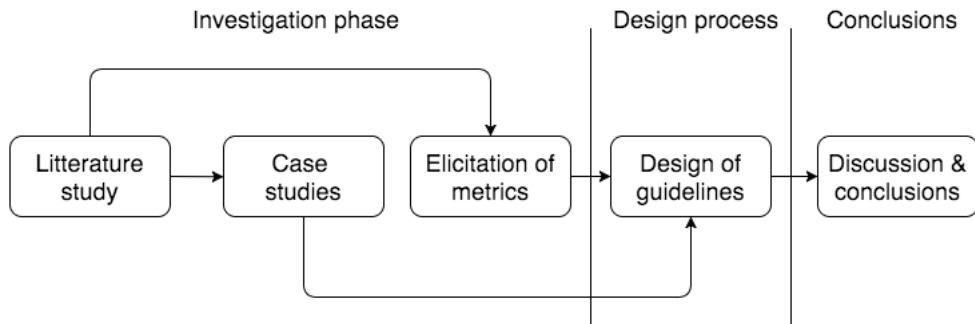 Investigation phase
Design process
Conclusions
Litterature
study
Case
studies
Elicitation of
metrics
Design of
guidelines
Discussion &
conclusions